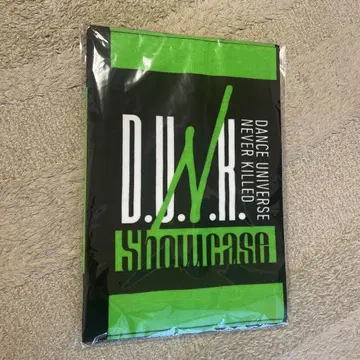 D.U.N.K.
DANCE UNIVERSE
NEVER KILLED
Showcase